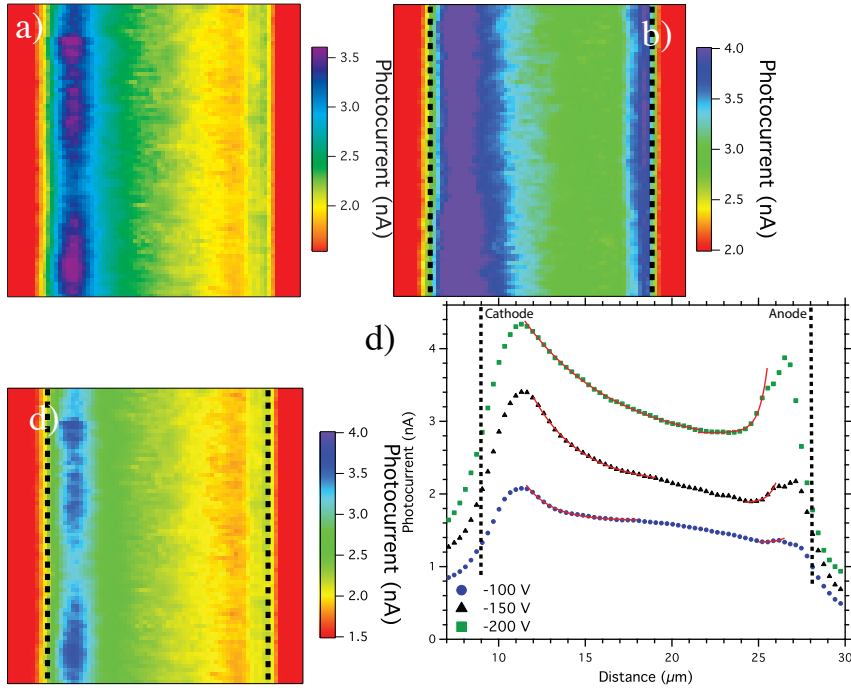 a)
3.5
3.0
2.5
2.0
Photocurrent (nA)
b)
4.0
3.5
3.0
2.5
2.0
Photocurrent (nA)
d)
4.0
3.5
3.0
2.5
2.0
1.5
Photocurrent (nA)
d)
Cathode
Anode
4
3
2
1
0
Photocurrent (nA)
-100 V
-150 V
-200 V
10
15
20
25
30
Distance (µm)